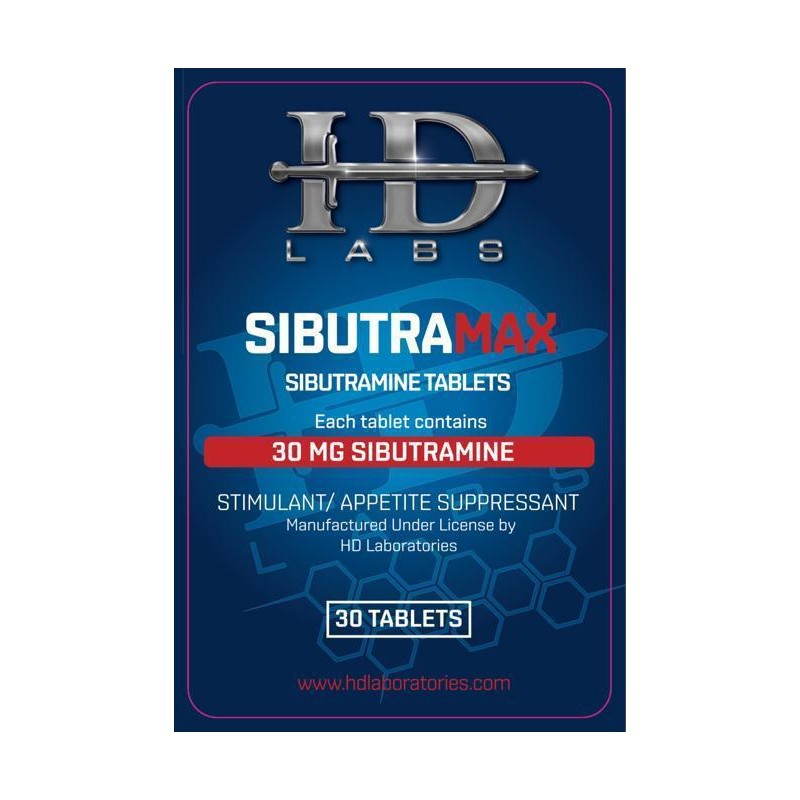 HD
LABS
SIBUTRAMAX
SIBUTRAMINE TABLETS
Each tablet contains
30 MG SIBUTRAMINE
STIMULANT/ APPETITE SUPPRESSANT
Manufactured Under License by
HD Laboratories
30 TABLETS
www.hdlaboratories.com